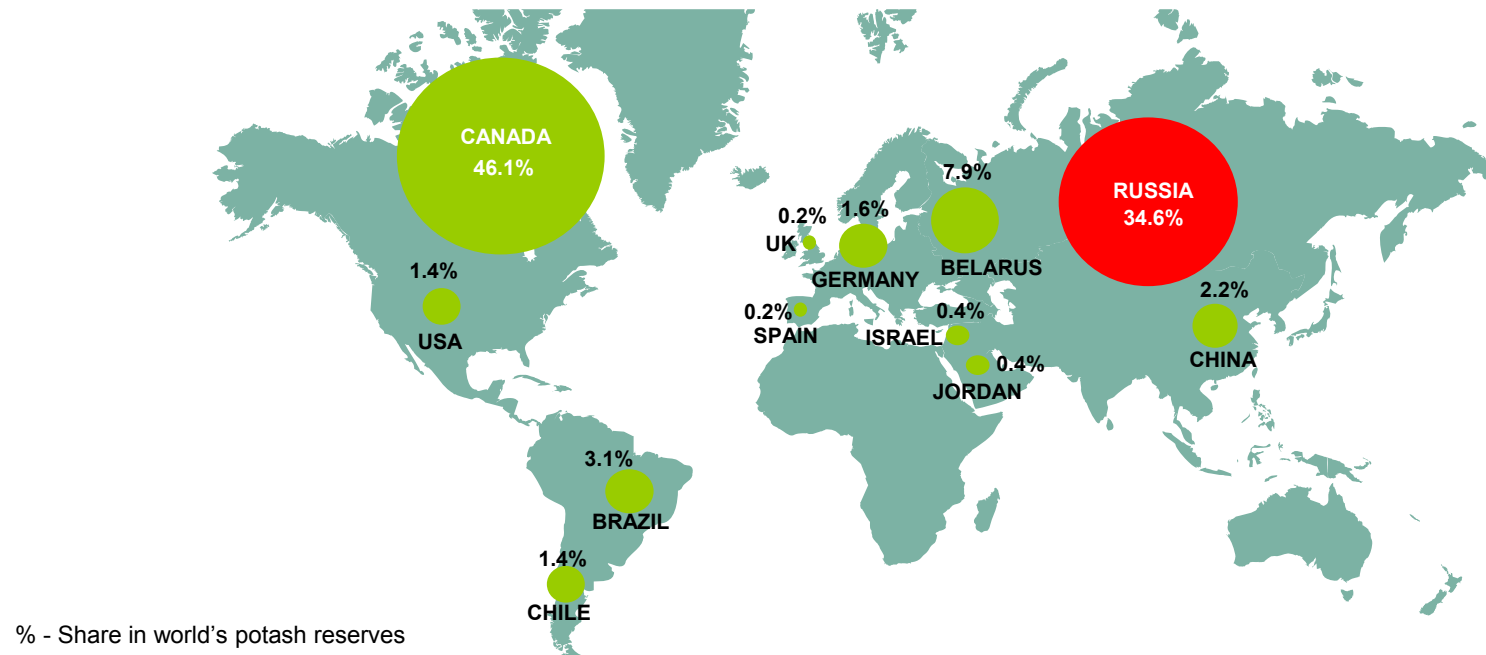 CANADA
46.1%
RUSSIA
34.6%
7.9%
BELARUS
1.6%
GERMANY
0.2%
UK
1.4%
USA
0.2%
SPAIN
0.4%
ISRAEL
0.4%
JORDAN
2.2%
CHINA
3.1%
BRAZIL
1.4%
CHILE
% - Share in world’s potash reserves